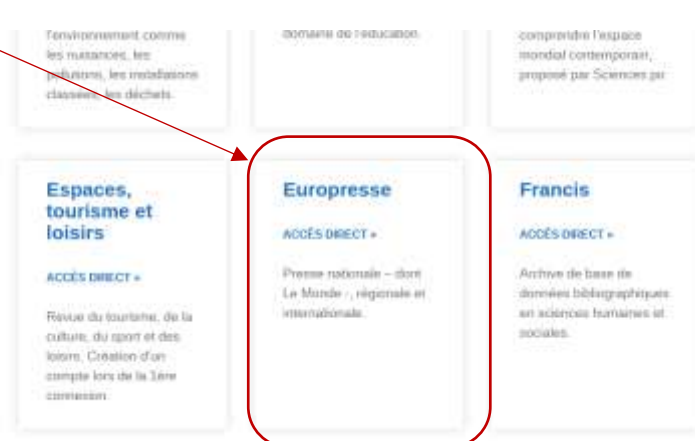 l'environnement comme
les nuisances, les
pollutions, les installations
classées, les déchets.
domaine de l'éducation.
comprendre l'espace
mondial contemporain,
proposé par Sciences po
Espaces,
tourisme et
loisirs
ACCÈS DIRECT »
Revue du tourisme, de la
culture, du sport et des
loisirs. Création d'un
compte lors de la 1ère
connexion.
Europresse
ACCÈS DIRECT »
Presse nationale – dont
Le Monde -, régionale et
internationale.
Francis
ACCÈS DIRECT »
Archive de base de
données bibliographiques
en sciences humaines et
sociales.